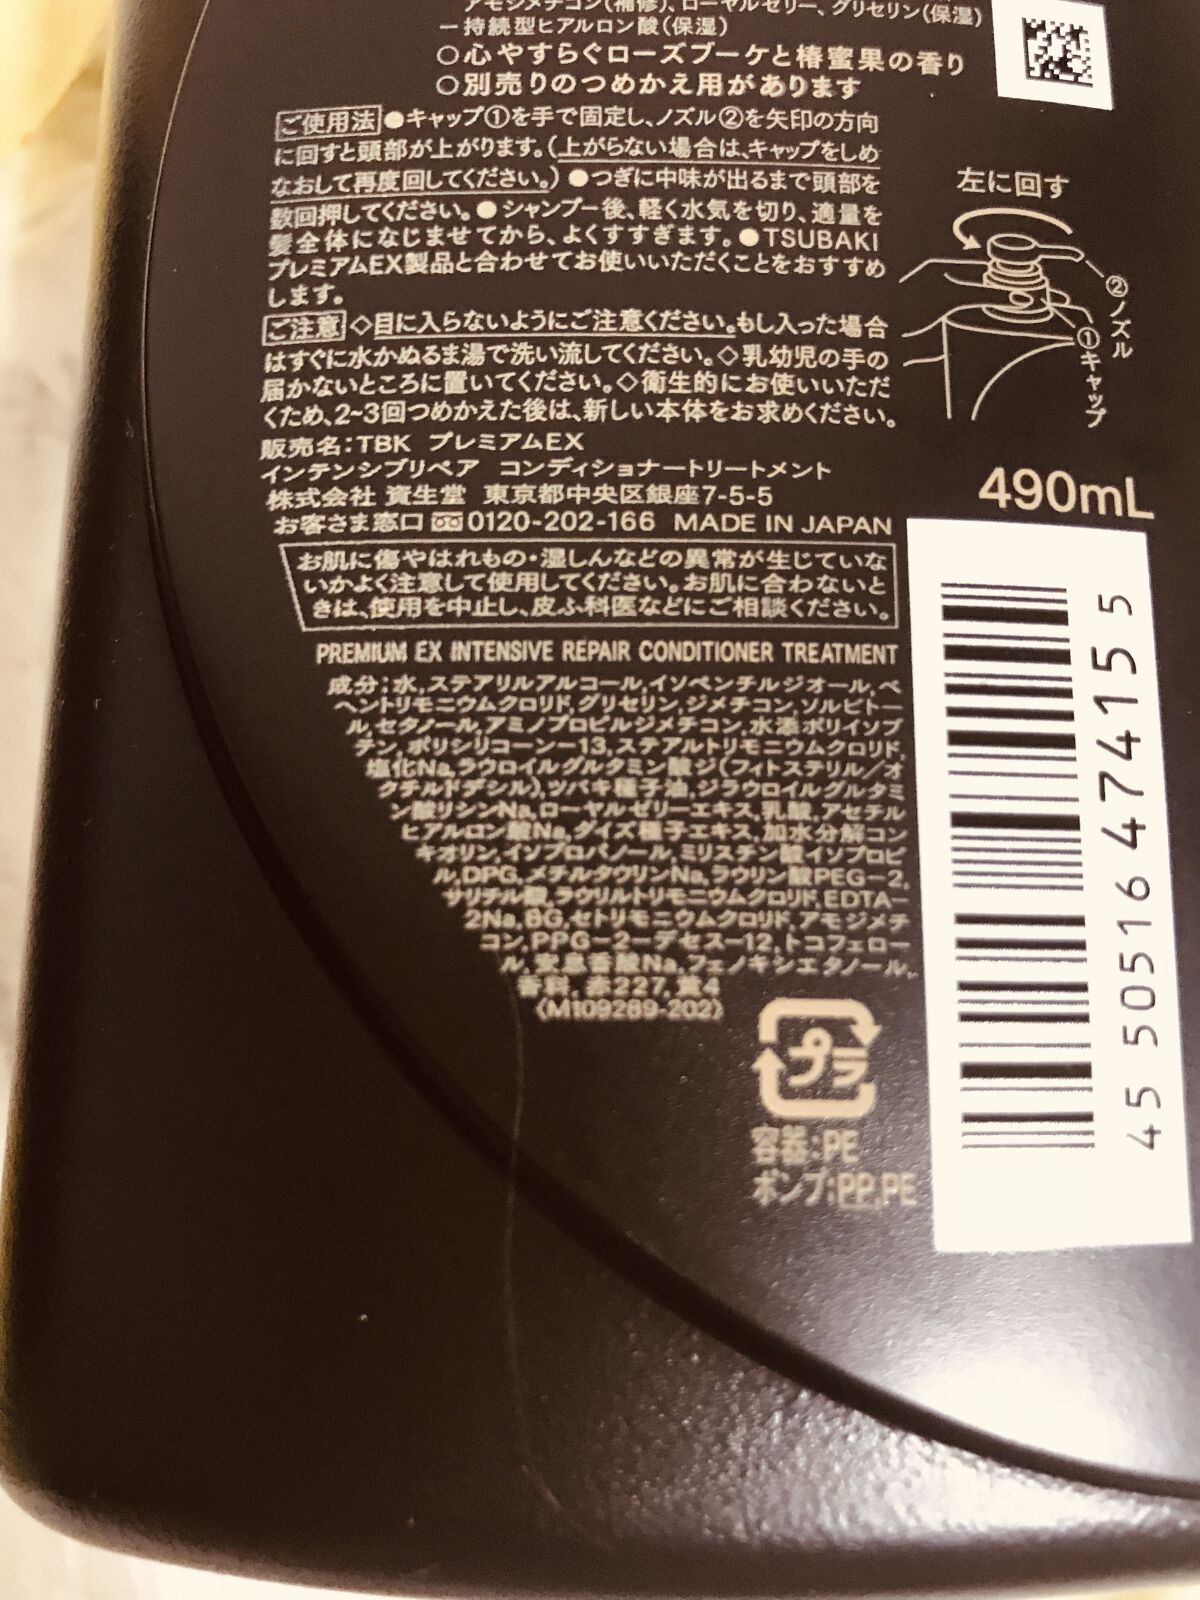 アモジメチコン(補修)、ローヤルゼリー、グリセリン(保湿)
ー持続型ヒアルロン酸(保湿)
○心やすらぐローズブーケと椿蜜果の香り
○別売りのつめかえ用があります
ご使用法 ●キャップ①を手で固定し、ノズル②を矢印の方向
に回すと頭部が上がります。(上がらない場合は、キャップをしめ
なおして再度回してください。) ●つぎに中味が出るまで頭部を
数回押してください。●シャンプー後、軽く水気を切り、適量を
髪全体になじませてから、よくすすぎます。●TSUBAKI
プレミアムEX製品と合わせてお使いいただくことをおすすめ
します。
左に回す
②ノズル
①キャップ
ご注意 ◇目に入らないようにご注意ください。もし入った場合
はすぐに水かぬるま湯で洗い流してください。◇乳幼児の手の
届かないところに置いてください。◇衛生的にお使いいただ
くため、2~3回つめかえた後は、新しい本体をお求めください。
販売名:TBK プレミアムEX
インテンシブリペア コンディショナートリートメント
株式会社 資生堂 東京都中央区銀座7-5-5
お客さま窓口 0120-202-166 MADE IN JAPAN
490mL
お肌に傷やはれもの・湿しんなどの異常が生じていな
いかよく注意して使用してください。お肌に合わないと
きは、使用を中止し、皮ふ科医などにご相談ください。
PREMIUM EX INTENSIVE REPAIR CONDITIONER TREATMENT
成分:水,ステアリルアルコール,イソペンチルジオール,ベ
ヘントリモニウムクロリド,グリセリン,ジメチコン,ソルビトー
ル,セタノール,アミノプロピルジメチコン,水添ポリイソブ
テン,ポリシリコーン-13,ステアルトリモニウムクロリド,
塩化Na,ラウロイルグルタミン酸ジ(フィトステリル/オ
クチルドデシル),ツバキ種子油,ジラウロイルグルタミ
ン酸リシンNa,ローヤルゼリーエキス,乳酸,アセチル
ヒアルロン酸Na,ダイズ種子エキス,加水分解コン
キオリン,イソプロパノール,ミリスチン酸イソプロピ
ル,DPG,メチルタウリンNa,ラウリン酸PEG-2,
サリチル酸,ラウリルトリモニウムクロリド,EDTA-
2Na,BG,セトリモニウムクロリド,アモジメチ
コン,PPG-2-デセス-12,トコフェロー
ル,安息香酸Na,フェノキシエタノール,
香料,赤227,黄4
(M109289-202)
プラ
容器:PE
ポンプ:PP,PE
45 50516 47415 5